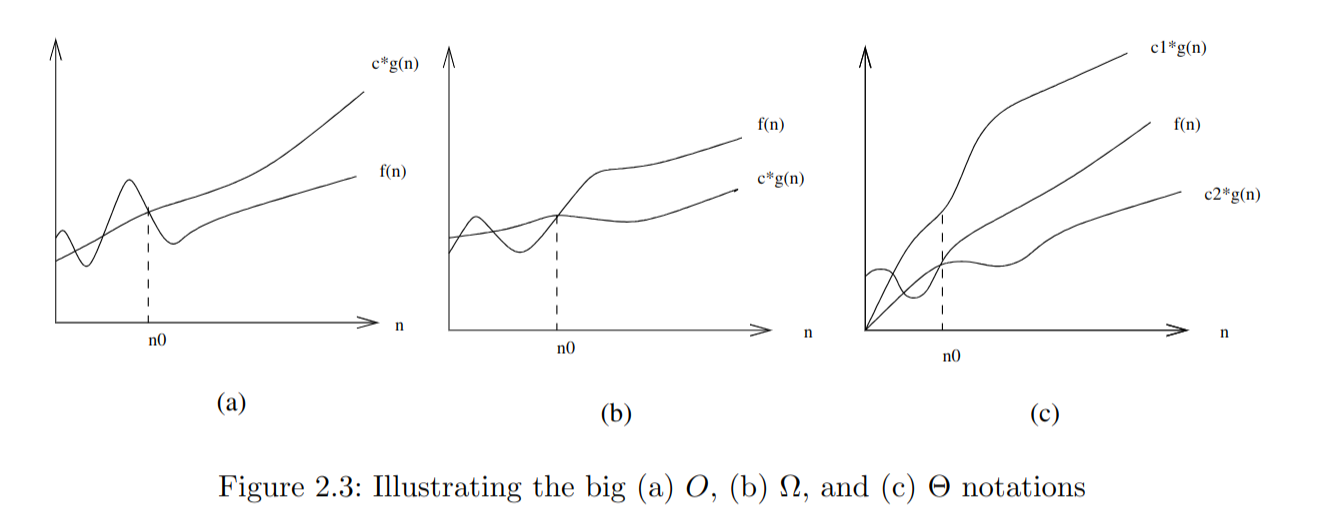 c*g(n)
f(n)
n
n0
(a)
f(n)
c*g(n)
n
n0
(b)
c1*g(n)
f(n)
c2*g(n)
n
n0
(c)
Figure 2.3: Illustrating the big (a) O, (b) Ω, and (c) Θ notations